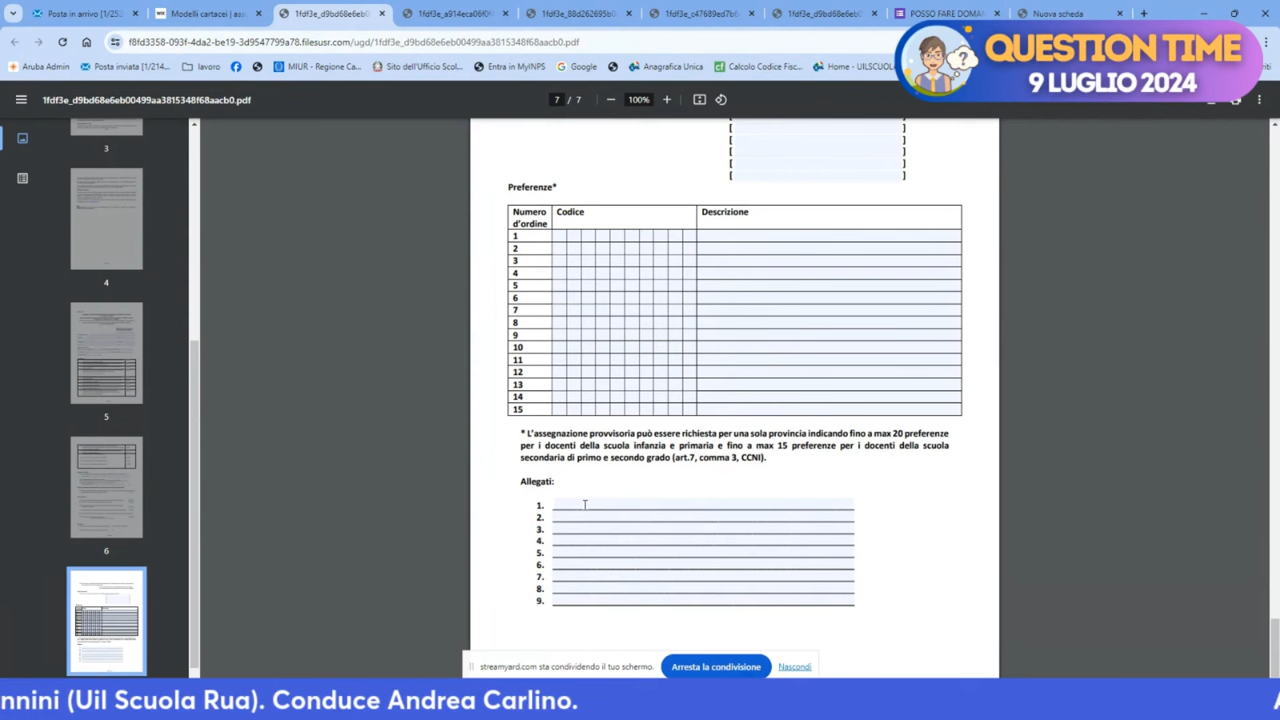 Posta in arrivo [1/252
Modelli cartacei | ass
1fdf3e_d9bd68e6eb0
1fdf3e_a914eca06f0
1fdf3e_88d262695b
1fdf3e_c47689ed7b
1fdf3e_d9bd68e6eb0
POSSO FARE DOMAN
Nuova scheda
f8fd3358-093f-4da2-be19-3d9547799a78.filesusr.com/ugd/1fdf3e_d9bd68e6eb00499aa3815348f68aacb0.pdf
Aruba Admin
Posta inviata [1/214...
lavoro
MIUR - Regione Ca...
Sito dell'Ufficio Scol...
Entra in MyINPS
Google
Anagrafica Unica
Calcolo Codice Fisc...
Home - UILSCUOL
QUESTION TIME
9 LUGLIO 2024
1fdf3e_d9bd68e6eb00499aa3815348f68aacb0.pdf
7 / 7
100%
3
4
5
6
Preferenze*
Numero d'ordine Codice Descrizione
1
2
3
4
5
6
7
8
9
10
11
12
13
14
15
* L'assegnazione provvisoria può essere richiesta per una sola provincia indicando fino a max 20 preferenze
per i docenti della scuola infanzia e primaria e fino a max 15 preferenze per i docenti della scuola
secondaria di primo e secondo grado (art.7, comma 3, CCNI).
Allegati:
1.
2.
3.
4.
5.
6.
7.
8.
9.
streamyard.com sta condividendo il tuo schermo.
Arresta la condivisione
Nascondi
nnini (Uil Scuola Rua). Conduce Andrea Carlino.